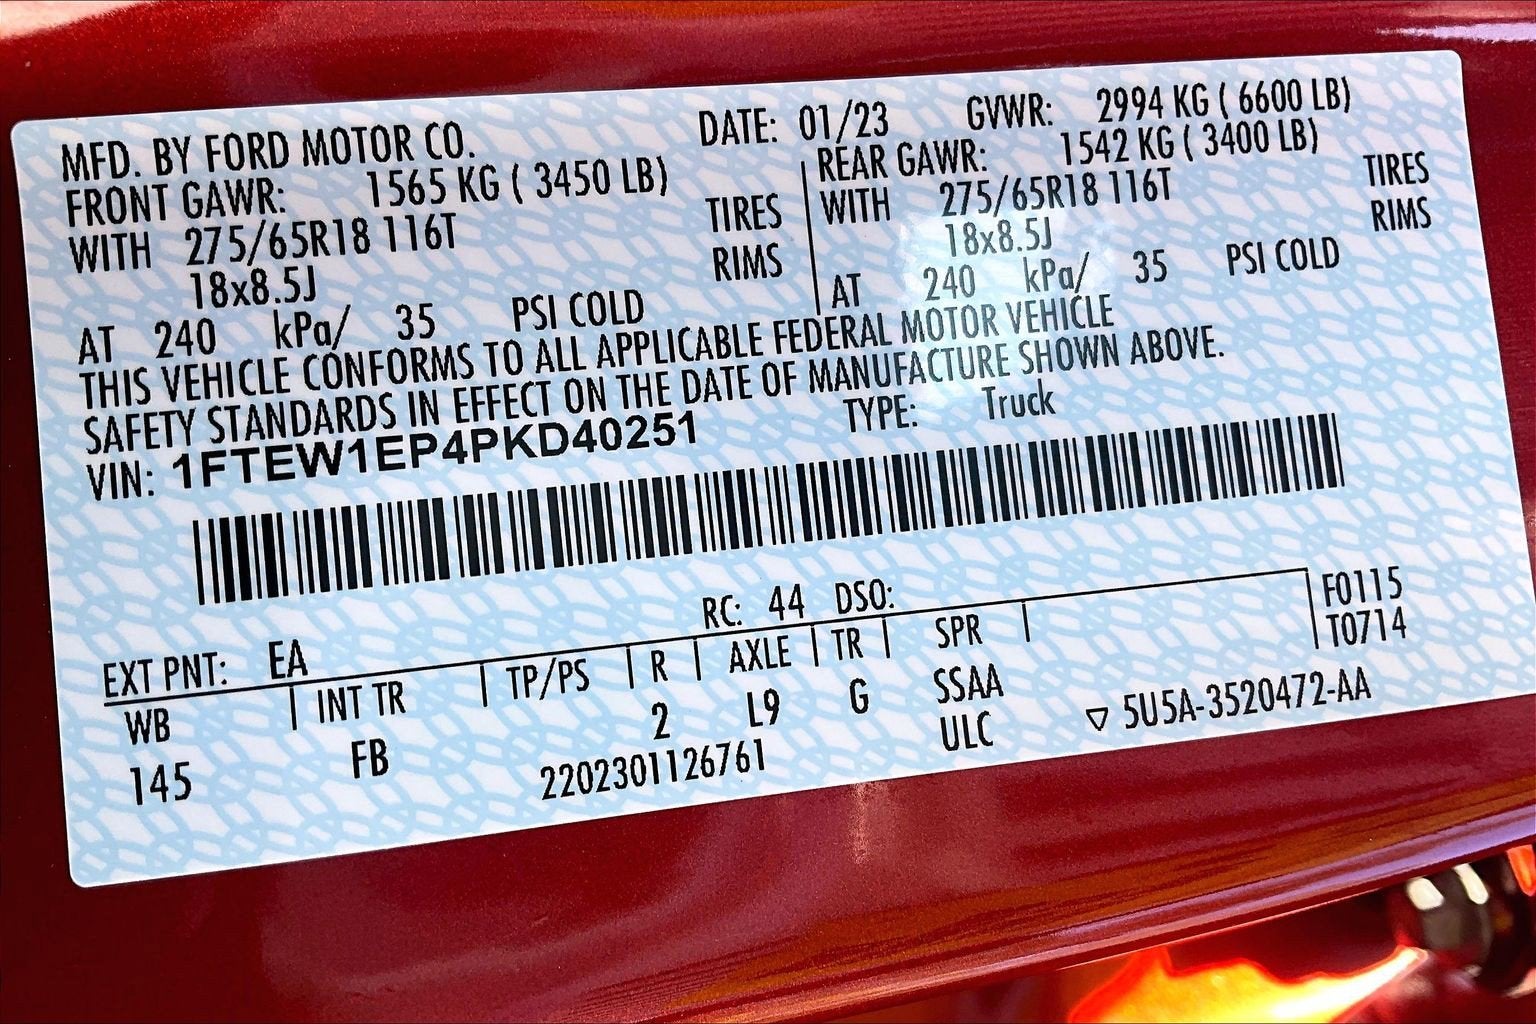 MFD. BY FORD MOTOR CO. DATE: 01/23 GVWR: 2994 KG ( 6600 LB)
FRONT GAWR: 1565 KG ( 3450 LB) REAR GAWR: 1542 KG ( 3400 LB)
WITH 275/65R18 116T TIRES WITH 275/65R18 116T TIRES
18x8.5J RIMS 18x8.5J RIMS
AT 240 kPa/ 35 PSI COLD AT 240 kPa/ 35 PSI COLD
THIS VEHICLE CONFORMS TO ALL APPLICABLE FEDERAL MOTOR VEHICLE
SAFETY STANDARDS IN EFFECT ON THE DATE OF MANUFACTURE SHOWN ABOVE.
VIN: 1FTEW1EP4PKD40251 TYPE: Truck
RC: 44 DSO: F0115
EXT PNT: EA T0714
WB INT TR TP/PS R AXLE TR SPR
145 FB 2 L9 G SSAA 5U5A-3520472-AA
2202301126761 ULC